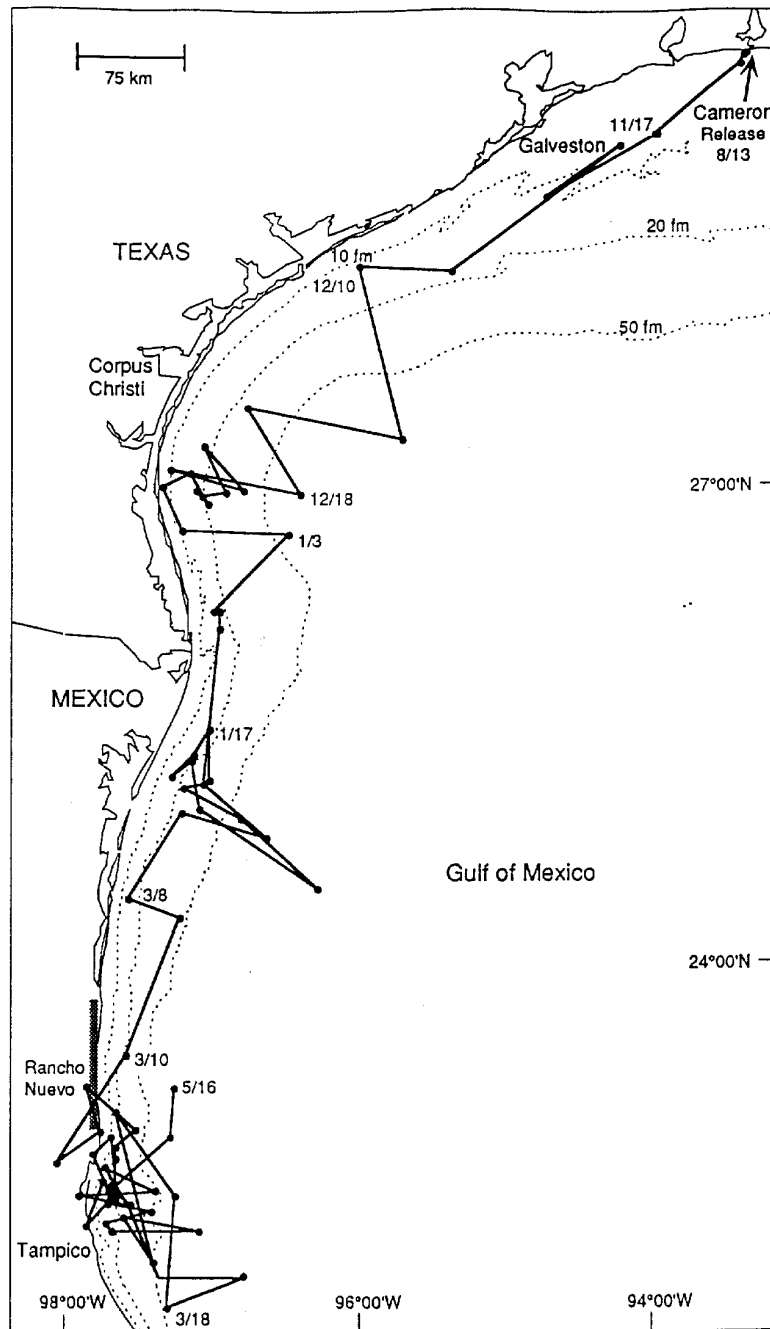 75 km
11/17
Cameron
Release
8/13
Galveston
TEXAS
10 fm
20 fm
12/10
50 fm
Corpus
Christi
27°00'N
12/18
1/3
MEXICO
1/17
Gulf of Mexico
3/8
24°00'N
3/10
Rancho
Nuevo
5/16
Tampico
98°00'W
96°00'W
94°00'W
3/18